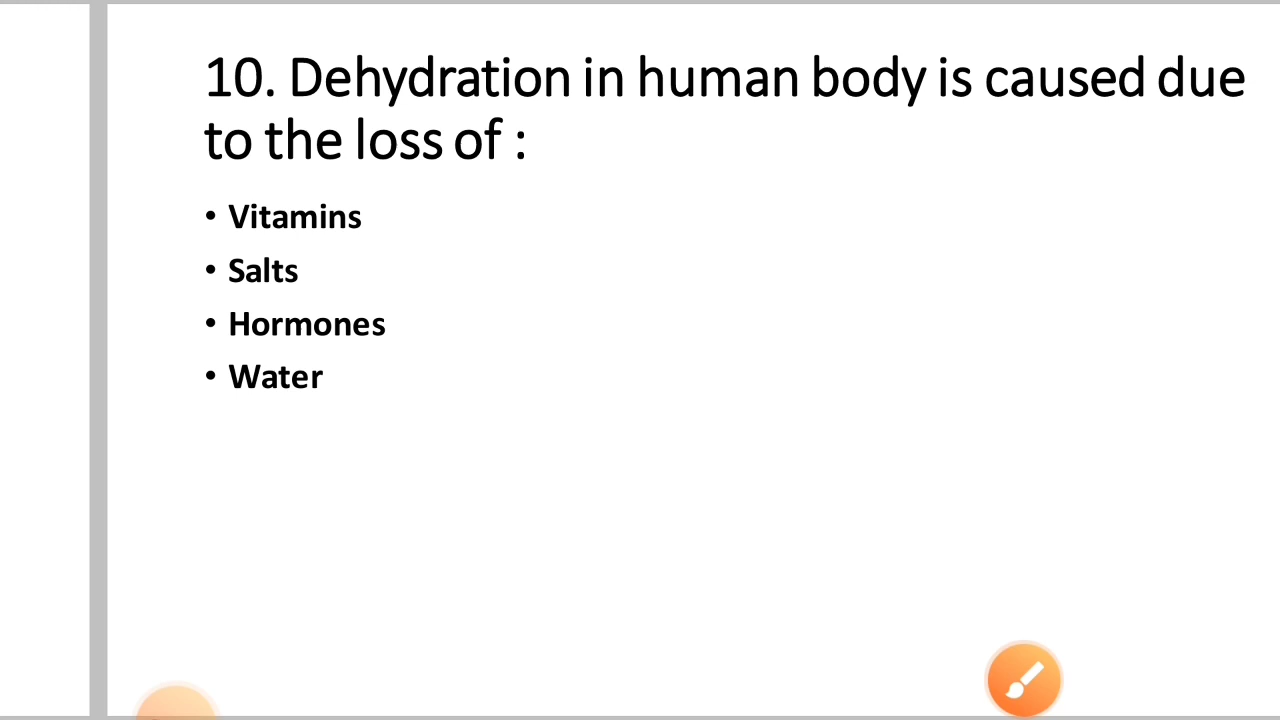 10. Dehydration in human body is caused due
to the loss of :
• Vitamins
• Salts
• Hormones
• Water